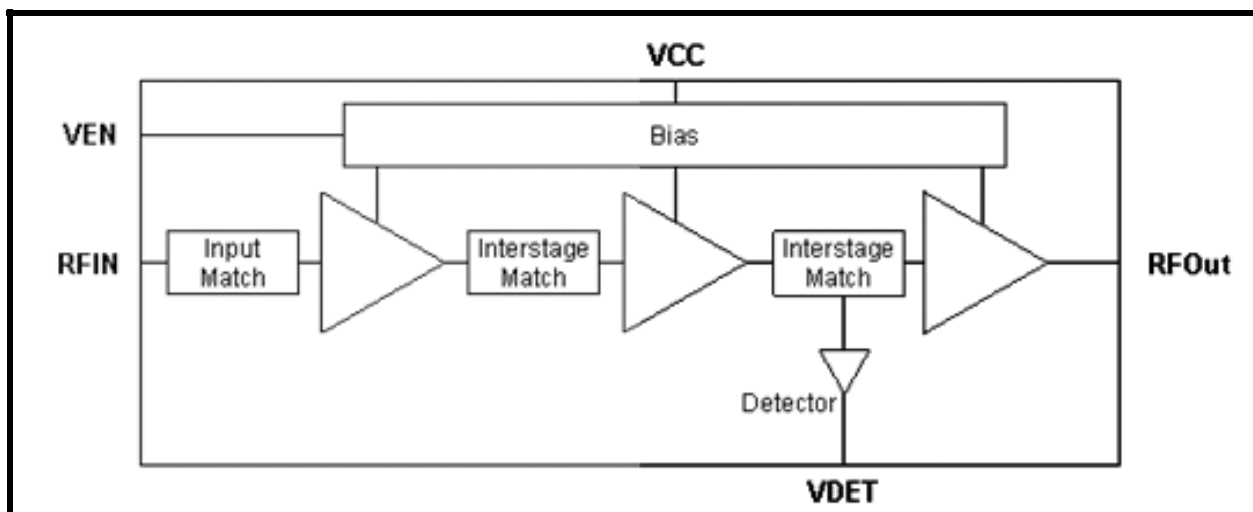 VCC
VEN
Bias
RFIN
Input
Match
Interstage
Match
Interstage
Match
RFOut
Detector
VDET